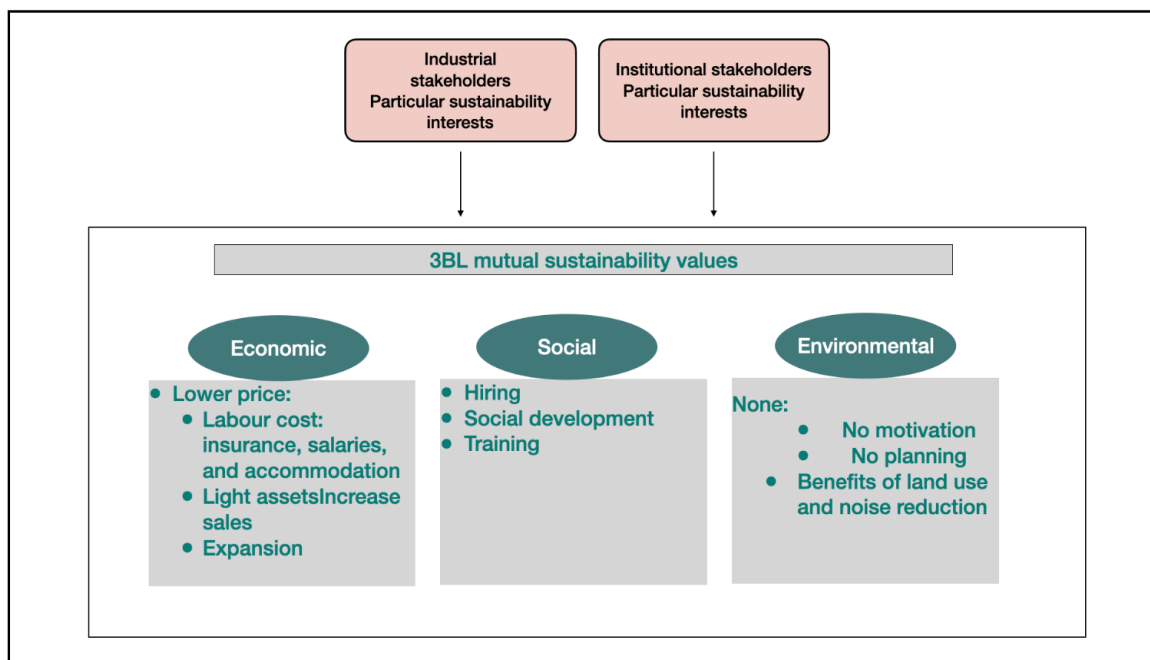 Industrial
stakeholders
Particular sustainability
interests
Institutional stakeholders
Particular sustainability
interests
3BL mutual sustainability values
Economic
• Lower price:
• Labour cost:
insurance, salaries,
and accommodation
• Light assetsIncrease
sales
• Expansion
Social
• Hiring
• Social development
• Training
Environmental
None:
• No motivation
• No planning
• Benefits of land use
and noise reduction